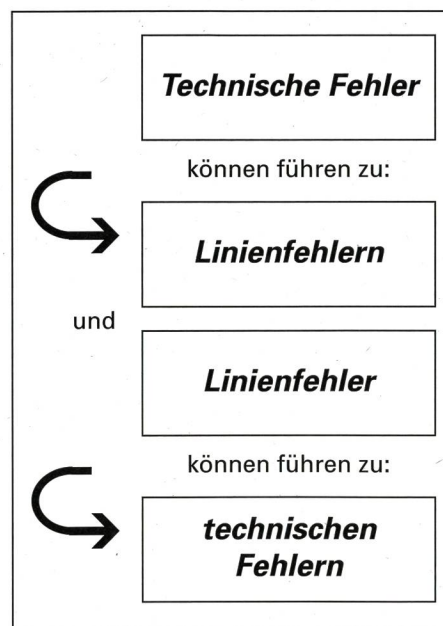 Technische Fehler
können führen zu:
Linienfehlern
und
Linienfehler
können führen zu:
technischen
Fehlern